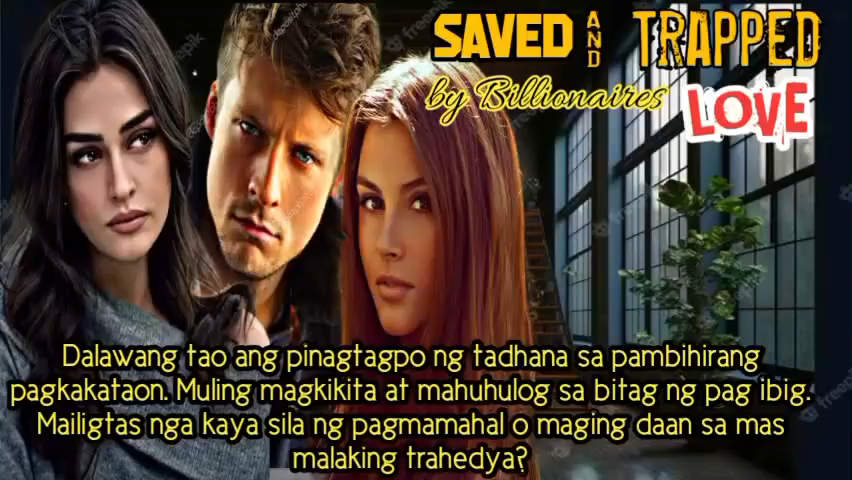 SAVED AND TRAPPED
by Billionaires LOVE
Dalawang tao ang pinagtagpo ng tadhana sa pambihirang
pagkakataon. Muling magkikita at mahuhulog sa bitag ng pag ibig.
Mailigtas nga kaya sila ng pagmamahal o maging daan sa mas
malaking trahedya?